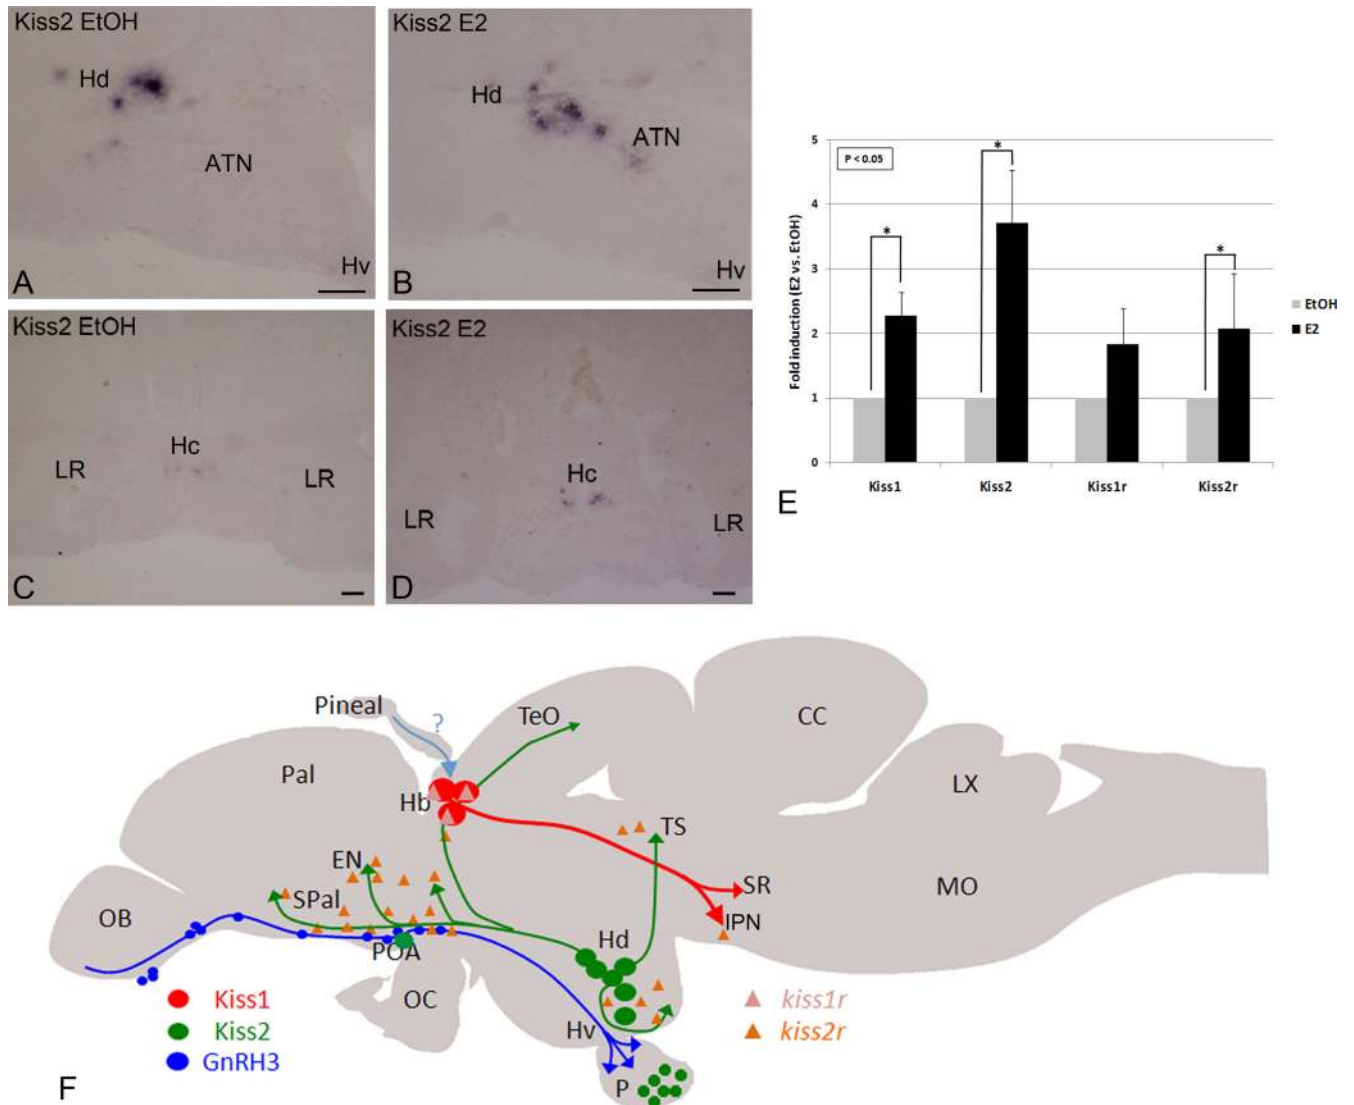 Kiss2 EtOH
Hd
ATN
Hv
A
Kiss2 E2
Hd
ATN
Hv
B
Kiss2 EtOH
Hc
LR
LR
C
Kiss2 E2
Hc
LR
LR
D
Fold induction (E2 vs. EtOH)
5
4
3
2
1
0
P < 0.05
*
*
*
EtOH
E2
Kiss1
Kiss2
Kiss1r
Kiss2r
E
Pineal
?
TeO
CC
Pal
Hb
LX
TS
EN
SPal
SR
MO
OB
IPN
POA
Hd
OC
Kiss1
kiss1r
Kiss2
kiss2r
Hv
GnRH3
P
F